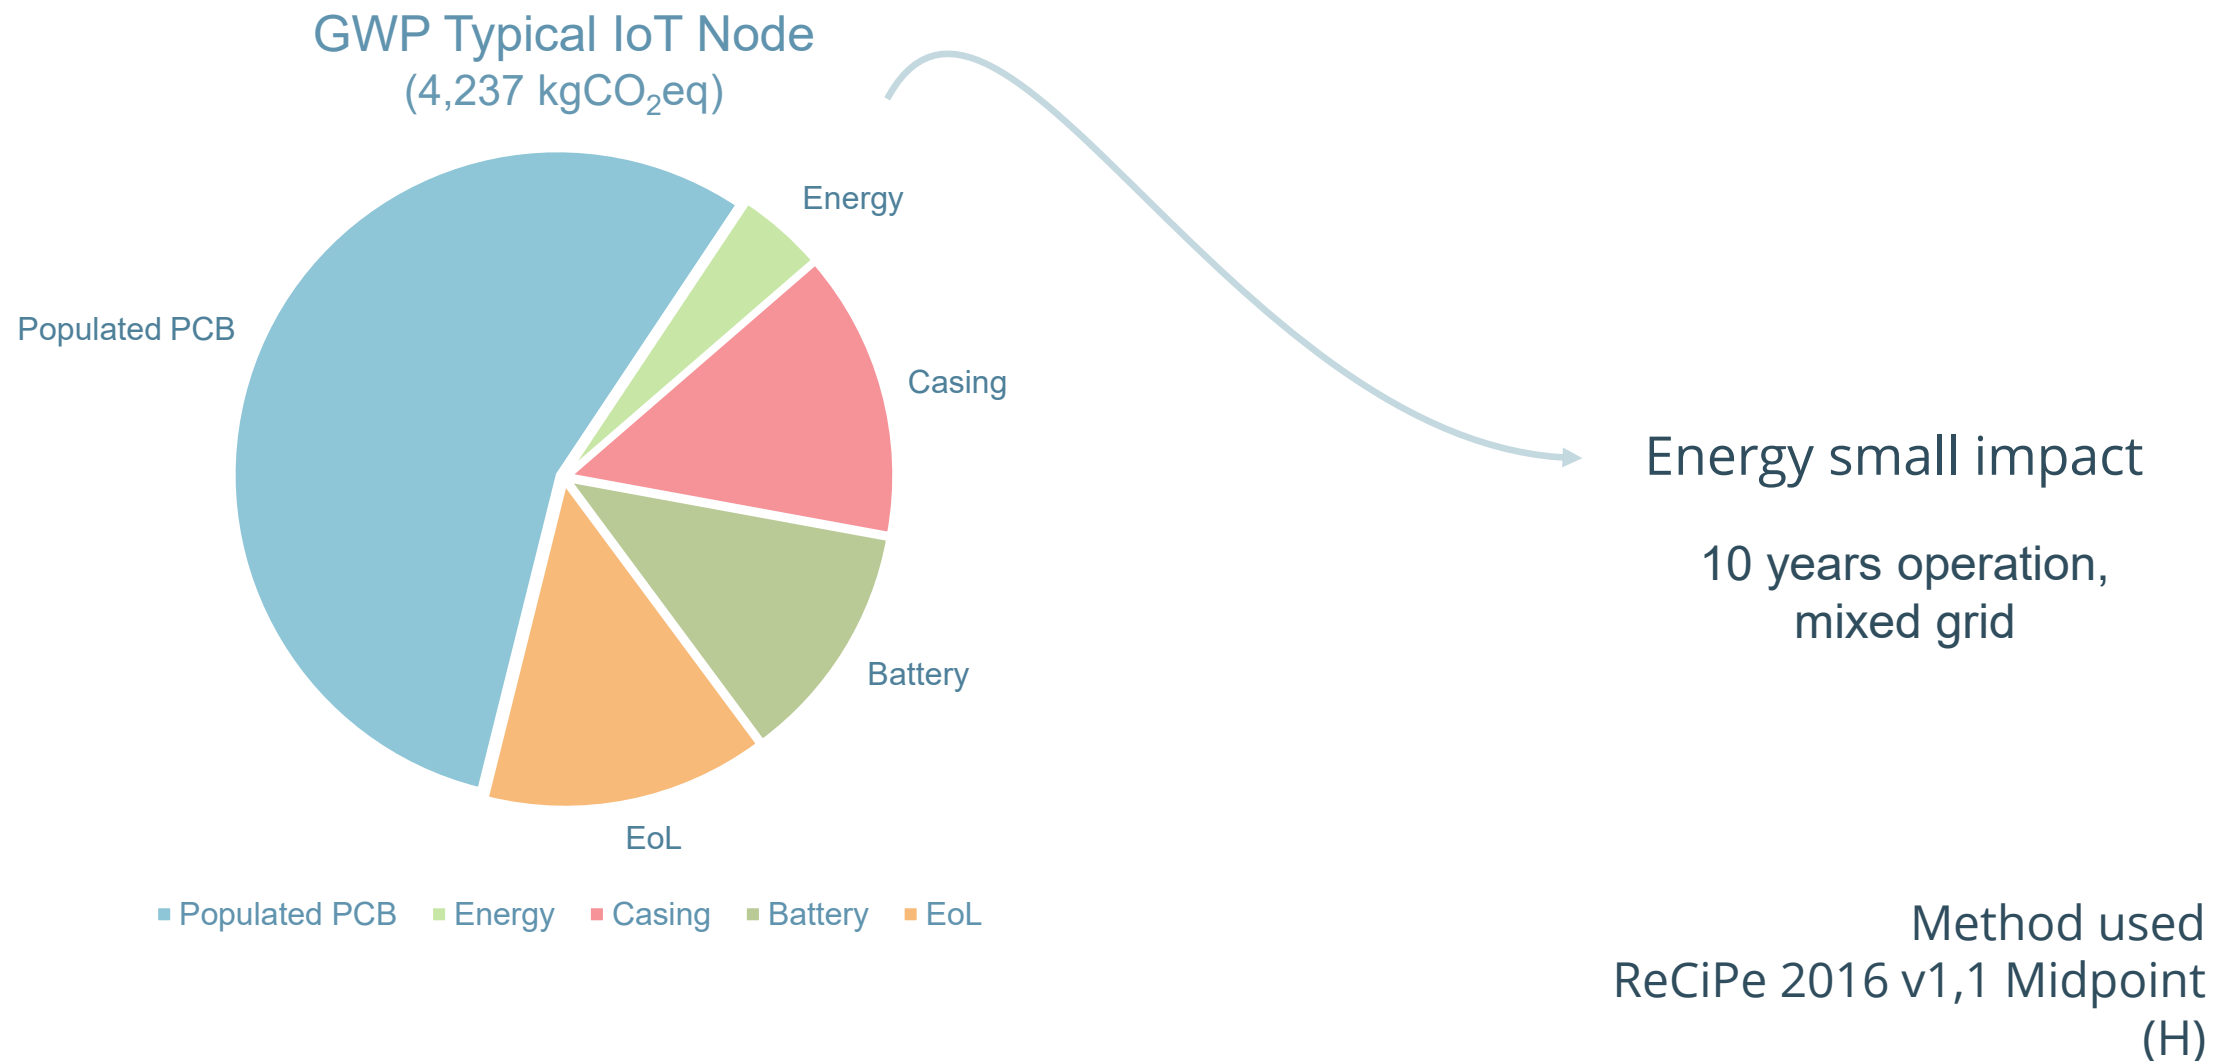 GWP Typical IoT Node
(4,237 kgCO₂eq)
Energy
Populated PCB
Casing
Battery
EoL
Populated PCB Energy Casing Battery EoL
Energy small impact
10 years operation,
mixed grid
Method used
ReCiPe 2016 v1,1 Midpoint
(H)